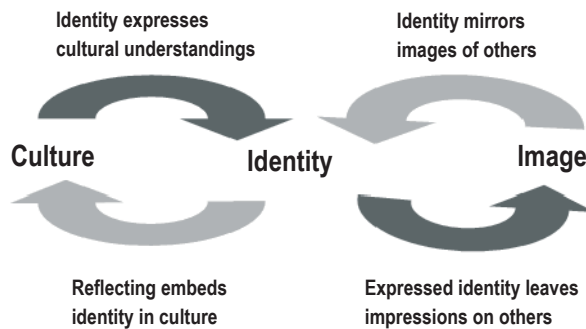 Identity expresses
cultural understandings
Identity mirrors
images of others
Culture
Identity
Image
Reflecting embeds
identity in culture
Expressed identity leaves
impressions on others